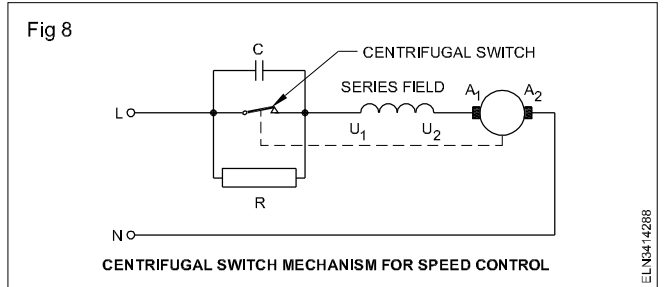 Fig 8
C
CENTRIFUGAL SWITCH
SERIES FIELD
A1 A2
L
U1 U2
R
N
CENTRIFUGAL SWITCH MECHANISM FOR SPEED CONTROL
ELN3414288